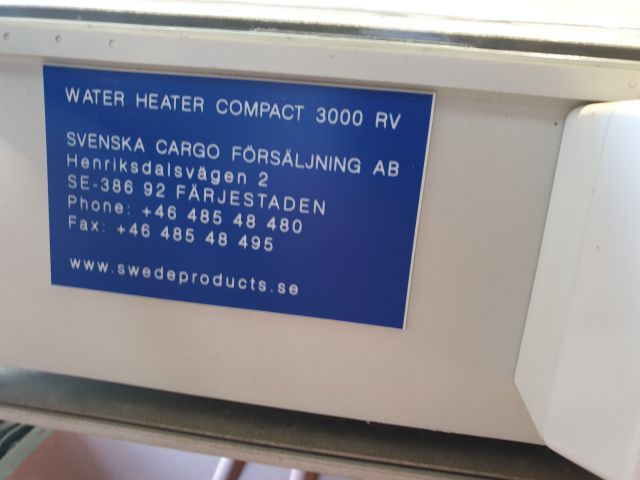 WATER HEATER COMPACT 3000 RV
SVENSKA CARGO FÖRSÄLJNING AB
Henriksdalsvägen 2
SE-386 92 FÄRJESTADEN
Phone: +46 485 48 480
Fax: +46 485 48 495
www.swedeproducts.se